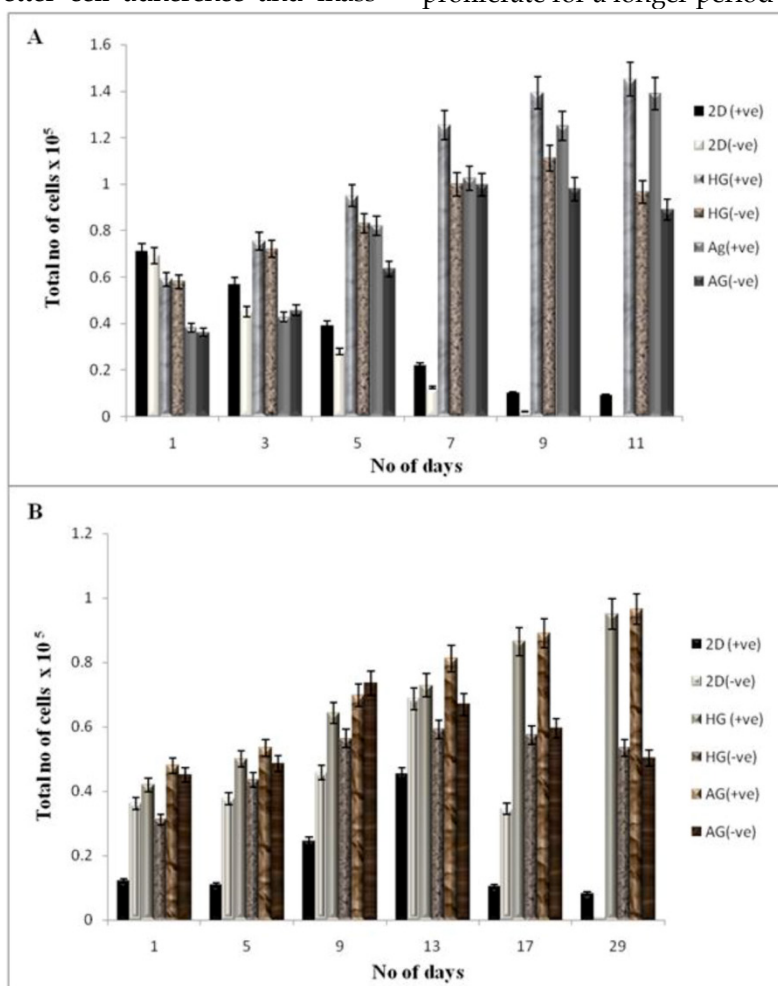 cell adherence and mass
proliferate for a longer period
A
1.6
1.4
1.2
1
0.8
0.6
0.4
0.2
0
Total no of cells x 10⁵
1 3 5 7 9 11
No of days
2D (+ve)
2D(-ve)
HG(+ve)
HG(-ve)
Ag(+ve)
AG(-ve)
B
1.2
1
0.8
0.6
0.4
0.2
0
Total no of cells x 10⁵
1 5 9 13 17 29
No of days
2D (+ve)
2D(-ve)
HG (+ve)
HG(-ve)
AG(+ve)
AG(-ve)